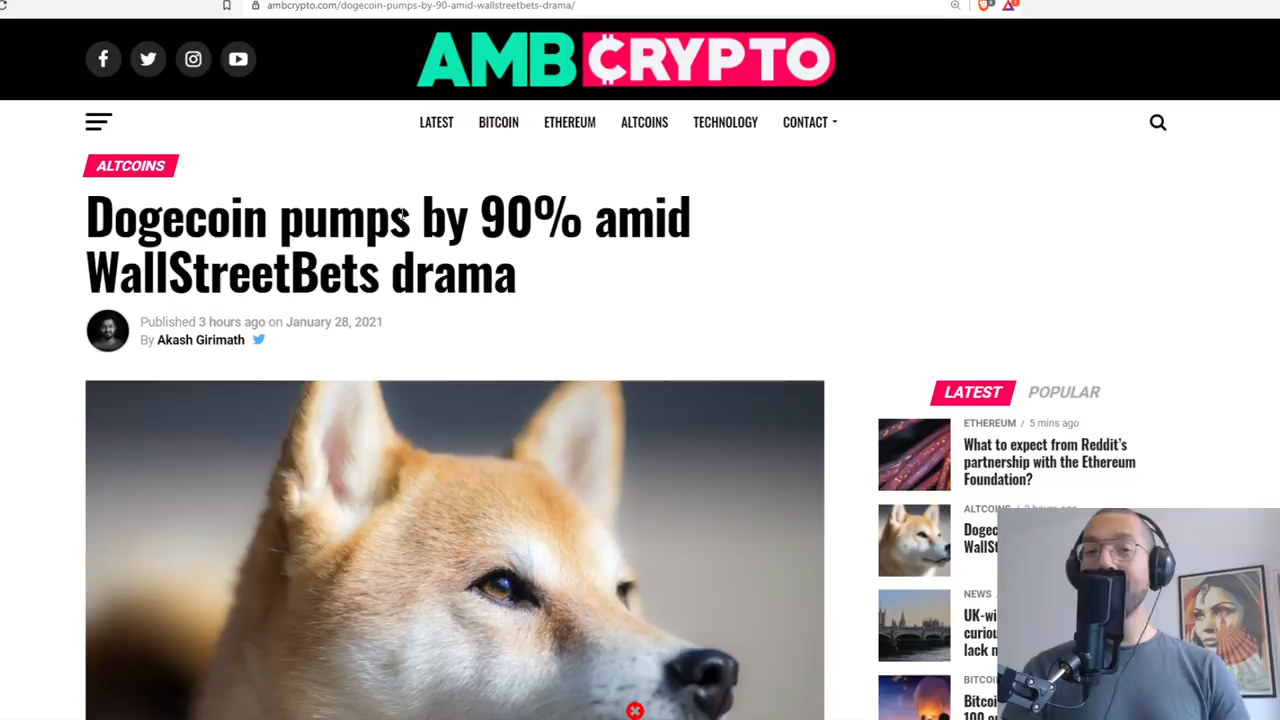 ambcrypto.com/dogecoin-pumps-by-90-amid-wallstreetbets-drama/
AMBCRYPTO
LATEST
BITCOIN
ETHEREUM
ALTCOINS
TECHNOLOGY
CONTACT
ALTCOINS
Dogecoin pumps by 90% amid
WallStreetBets drama
Published 3 hours ago on January 28, 2021
By Akash Girimath
LATEST
POPULAR
ETHEREUM / 5 mins ago
What to expect from Reddit's
partnership with the Ethereum
Foundation?
ALTCOINS
Dogec
WallSt
NEWS
UK-wi
curiou
lack
BITCO
Bitcoi
100